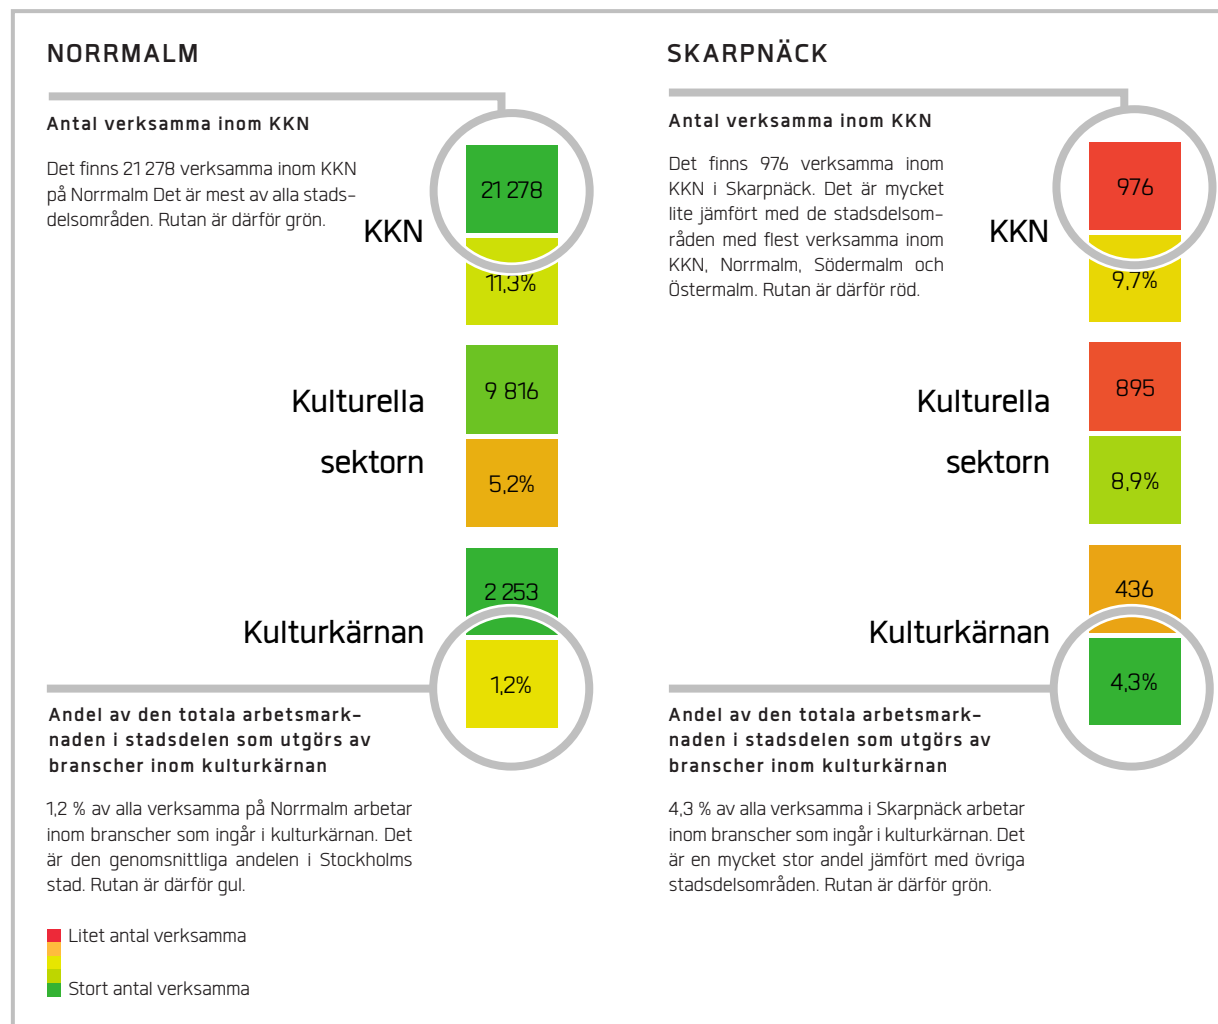 NORRMALM
Antal verksamma inom KKN
Det finns 21 278 verksamma inom KKN
på Norrmalm Det är mest av alla stads-
delsområden. Rutan är därför grön.
KKN
21 278
11,3%
Kulturella
sektorn
9 816
5,2%
Kulturkärnan
2 253
1,2%
Andel av den totala arbetsmark-
naden i stadsdelen som utgörs av
branscher inom kulturkärnan
1,2 % av alla verksamma på Norrmalm arbetar
inom branscher som ingår i kulturkärnan. Det
är den genomsnittliga andelen i Stockholms
stad. Rutan är därför gul.
Litet antal verksamma
Stort antal verksamma
SKARPNÄCK
Antal verksamma inom KKN
Det finns 976 verksamma inom
KKN i Skarpnäck. Det är mycket
lite jämfört med de stadsdelsom-
råden med flest verksamma inom
KKN, Norrmalm, Södermalm och
Östermalm. Rutan är därför röd.
KKN
976
9,7%
Kulturella
sektorn
895
8,9%
Kulturkärnan
436
4,3%
Andel av den totala arbetsmark-
naden i stadsdelen som utgörs av
branscher inom kulturkärnan
4,3 % av alla verksamma i Skarpnäck arbetar
inom branscher som ingår i kulturkärnan. Det
är en mycket stor andel jämfört med övriga
stadsdelsområden. Rutan är därför grön.